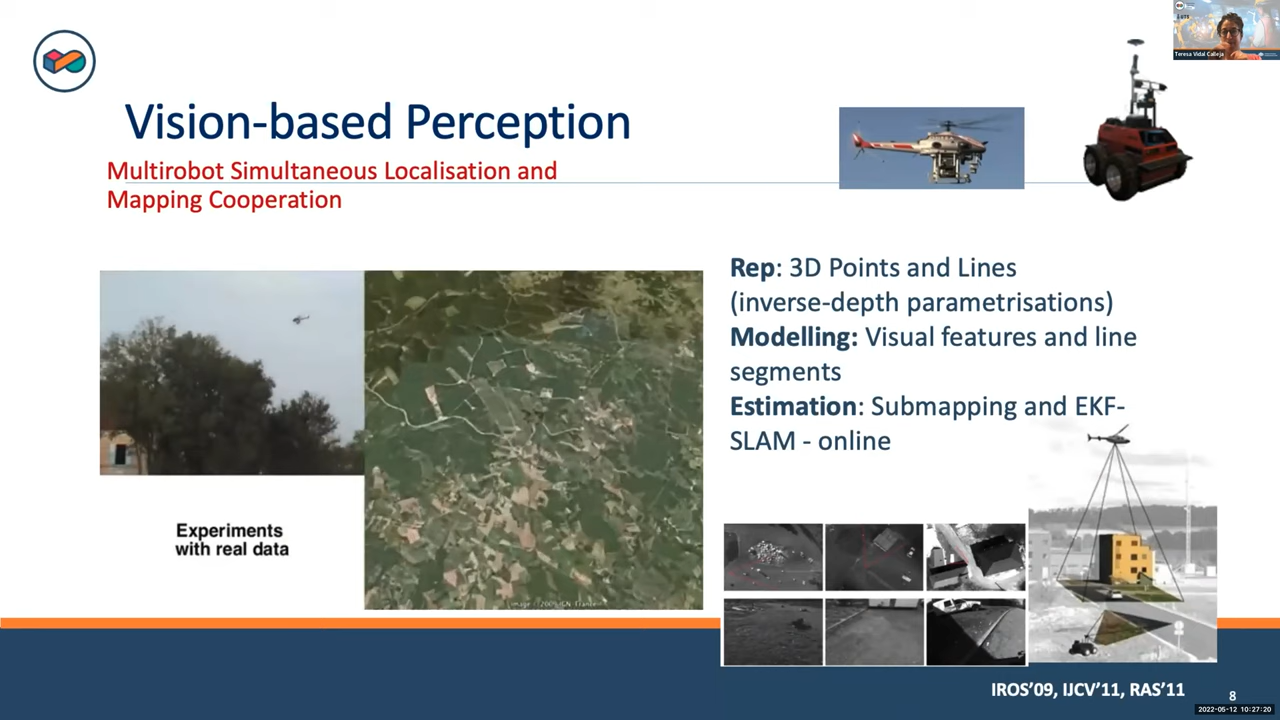 Teresa Vidal Calleja
Vision-based Perception
Multirobot Simultaneous Localisation and
Mapping Cooperation
Rep: 3D Points and Lines
(inverse-depth parametrisations)
Modelling: Visual features and line
segments
Estimation: Submapping and EKF-
SLAM - online
Experiments
with real data
IROS'09, IJCV'11, RAS'11
8
2022-05-12 10:27:20